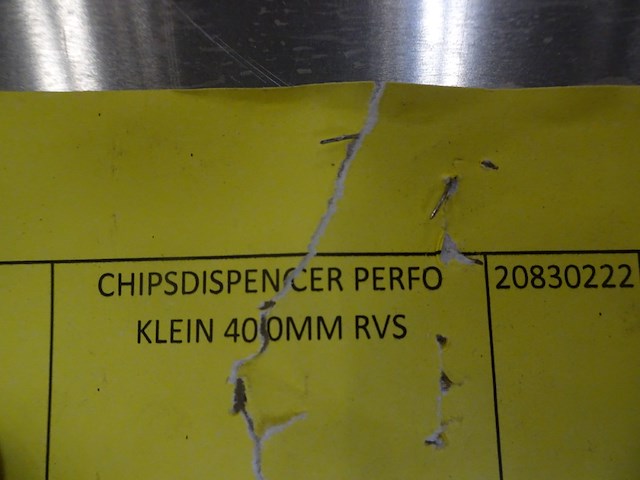 CHIPSDISPENCER PERFO 20830222
KLEIN 400MM RVS